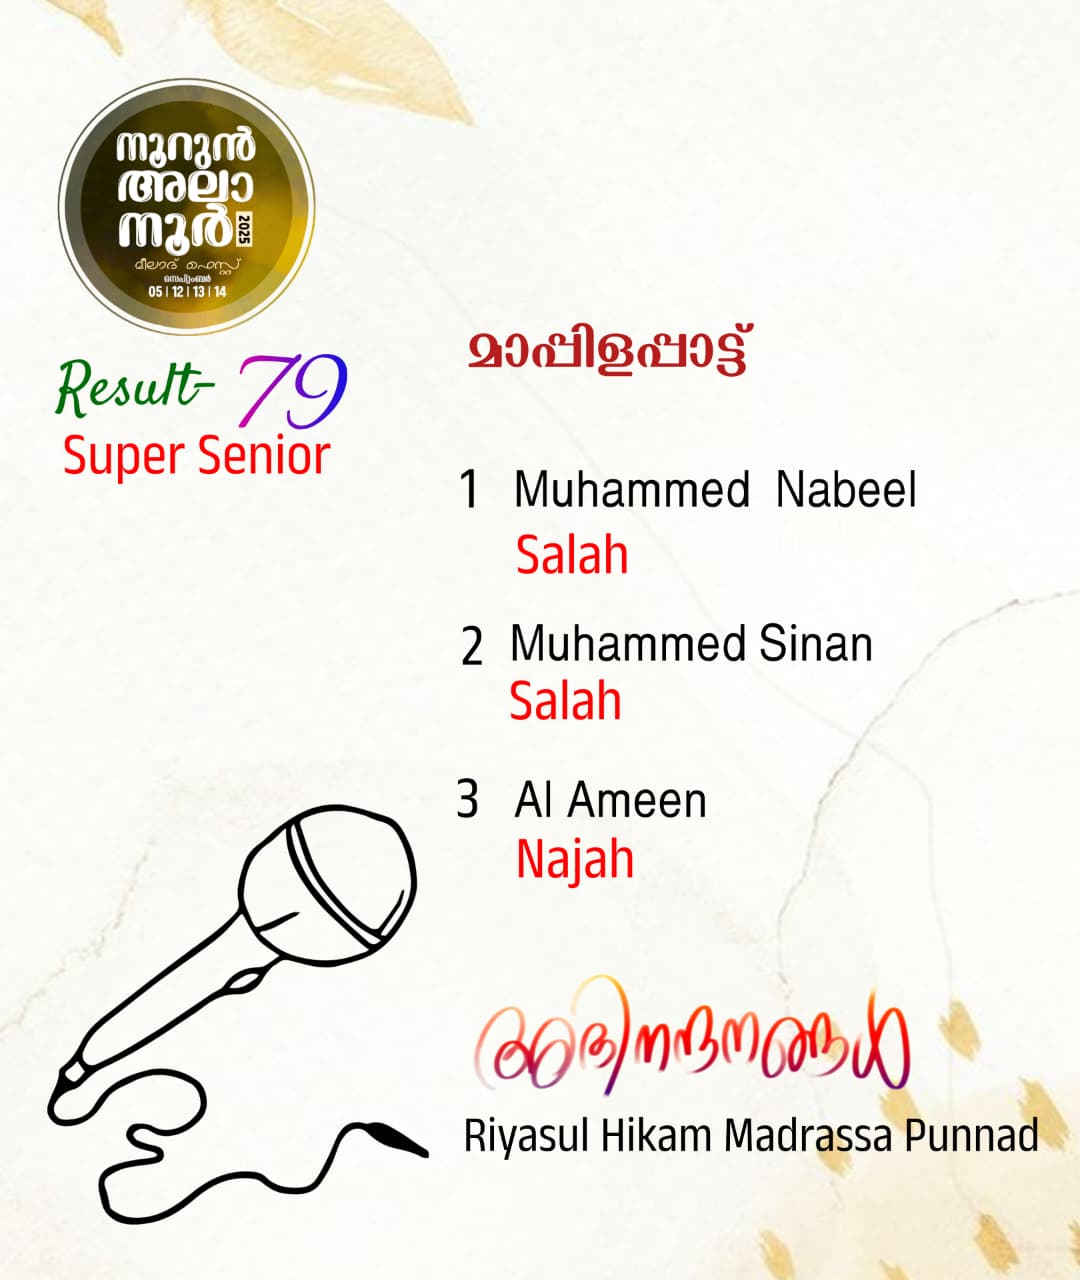 നൂറുൻ
അലാ
നൂർ 2025
മീലാദ് ഫെസ്റ്റ്
സെപ്റ്റംബർ
05 | 12 | 13 | 14
Result- 79
Super Senior
മാപ്പിളപ്പാട്ട്
1 Muhammed Nabeel
Salah
2 Muhammed Sinan
Salah
3 Al Ameen
Najah
അഭിനന്ദനങ്ങൾ
Riyasul Hikam Madrassa Punnad